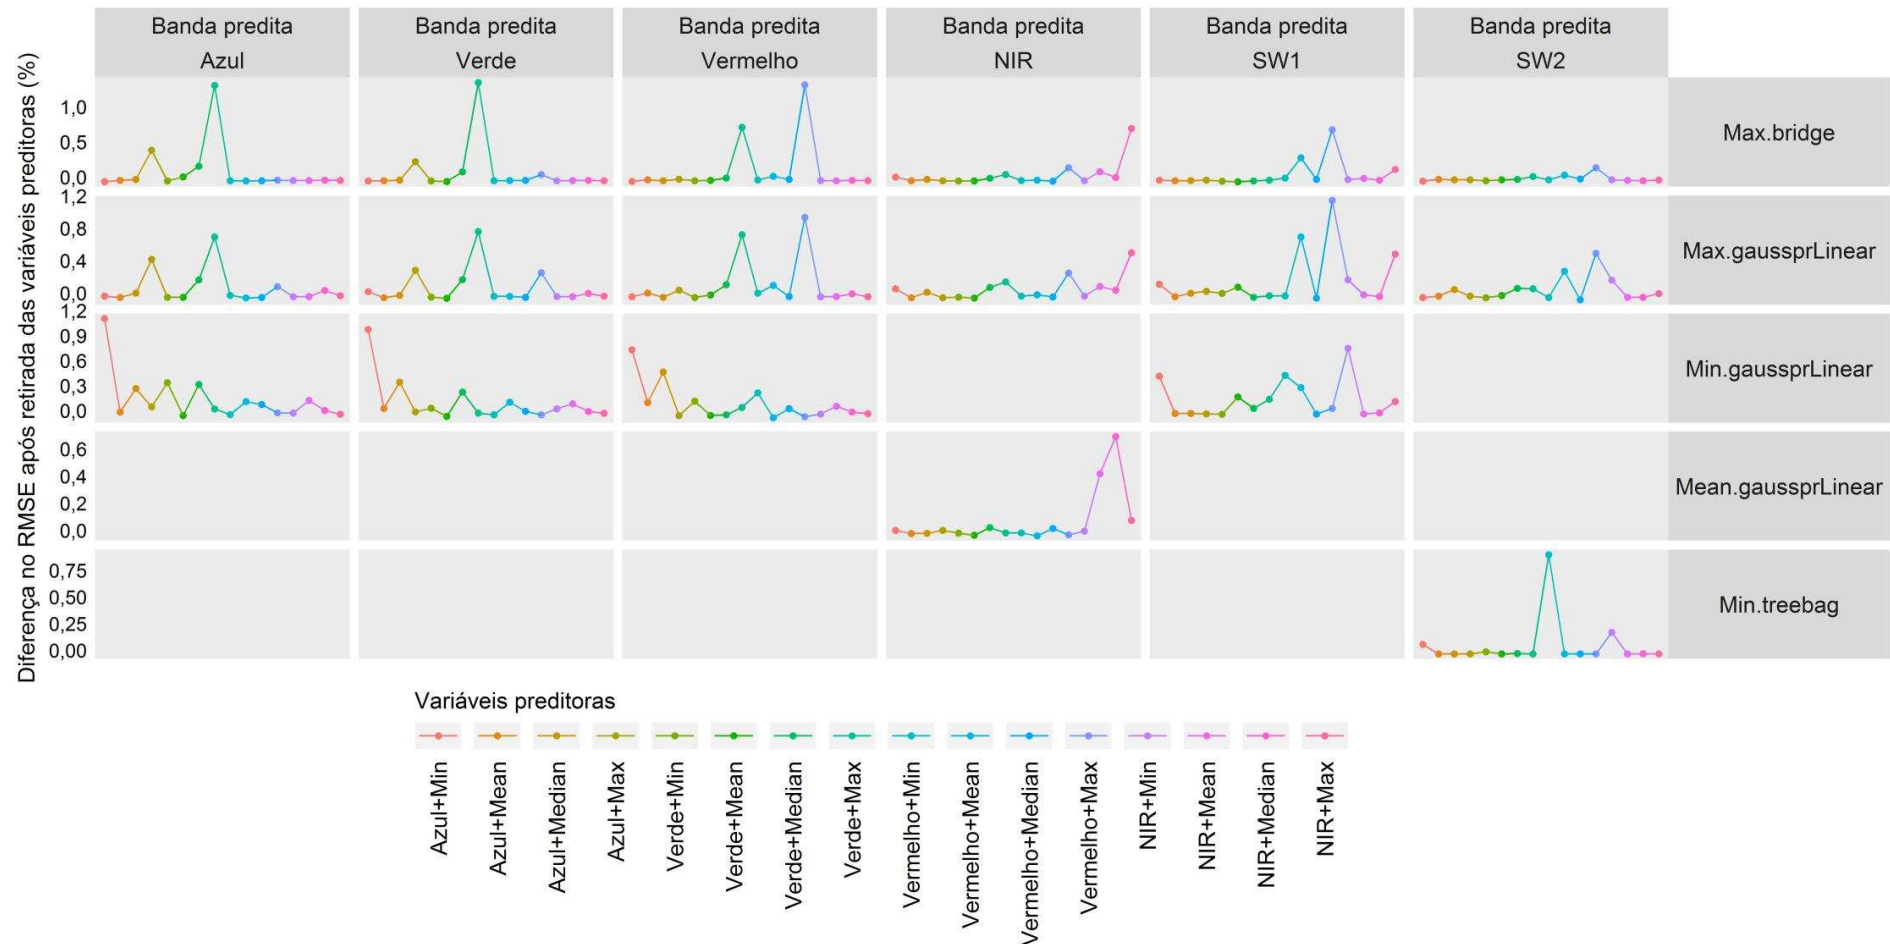 Diferença no RMSE após retirada das variáveis preditoras (%)
Banda predita
Azul
Banda predita
Verde
Banda predita
Vermelho
Banda predita
NIR
Banda predita
SW1
Banda predita
SW2
1,0
0,5
0,0
Max.bridge
1,2
0,8
0,4
0,0
Max.gaussprLinear
1,2
0,9
0,6
0,3
0,0
Min.gaussprLinear
0,6
0,4
0,2
0,0
Mean.gaussprLinear
0,75
0,50
0,25
0,00
Min.treebag
Variáveis preditoras
Azul+Min
Azul+Mean
Azul+Median
Azul+Max
Verde+Min
Verde+Mean
Verde+Median
Verde+Max
Vermelho+Min
Vermelho+Mean
Vermelho+Median
Vermelho+Max
NIR+Min
NIR+Mean
NIR+Median
NIR+Max